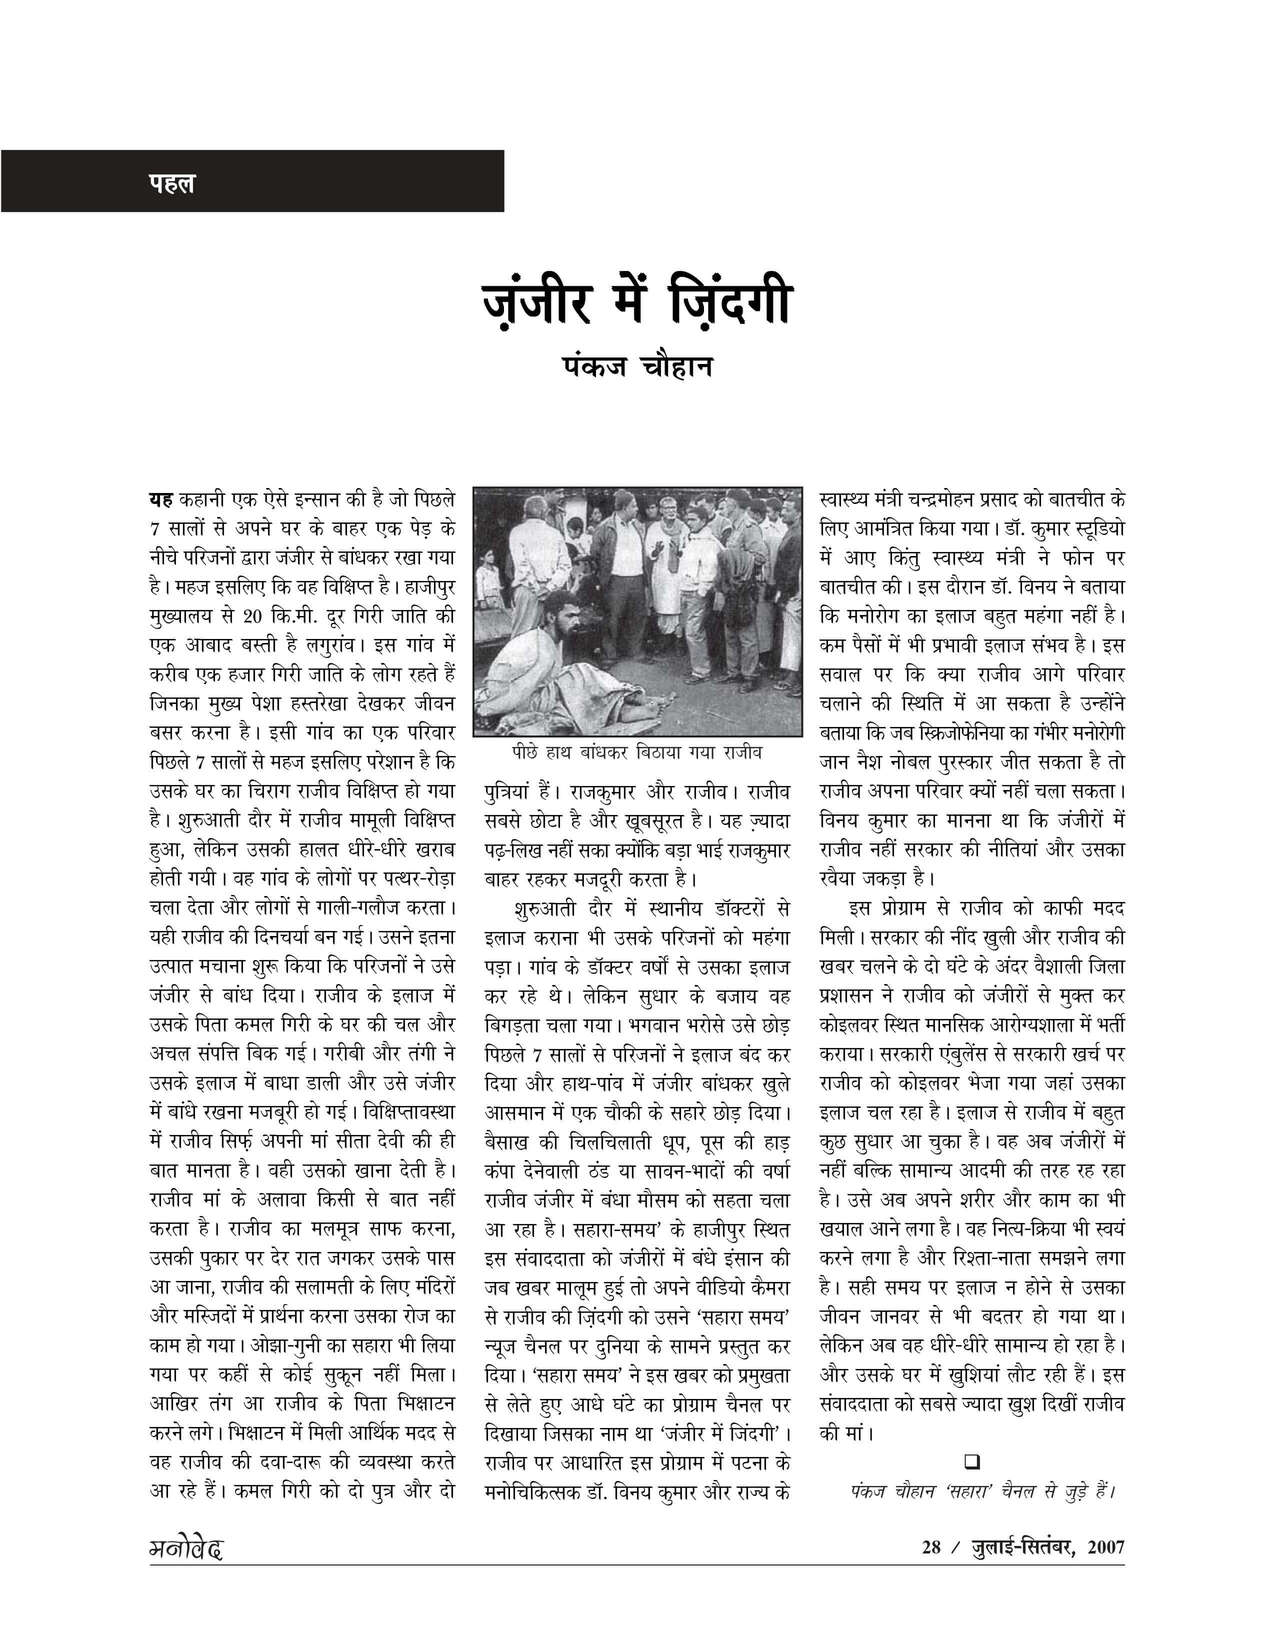 पहल
ज़ंजीर में ज़िंदगी
पंकज चौहान
यह कहानी एक ऐसे इन्सान की है जो पिछले
7 सालों से अपने घर के बाहर एक पेड़ के
नीचे परिजनों द्वारा जंजीर से बांधकर रखा गया
है। महज इसलिए कि वह विक्षिप्त है। हाजीपुर
मुख्यालय से 20 कि.मी. दूर गिरी जाति की
एक आबाद बस्ती है लगुरांव। इस गांव में
करीब एक हजार गिरी जाति के लोग रहते हैं
जिनका मुख्य पेशा हस्तरेखा देखकर जीवन
बसर करना है। इसी गांव का एक परिवार
पिछले 7 सालों से महज इसलिए परेशान है कि
उसके घर का चिराग राजीव विक्षिप्त हो गया
है। शुरुआती दौर में राजीव मामूली विक्षिप्त
हुआ, लेकिन उसकी हालत धीरे-धीरे खराब
होती गयी। वह गांव के लोगों पर पत्थर-रोड़ा
चला देता और लोगों से गाली-गलौज करता।
यही राजीव की दिनचर्या बन गई। उसने इतना
उत्पात मचाना शुरू किया कि परिजनों ने उसे
जंजीर से बांध दिया। राजीव के इलाज में
उसके पिता कमल गिरी के घर की चल और
अचल संपत्ति बिक गई। गरीबी और तंगी ने
उसके इलाज में बाधा डाली और उसे जंजीर
में बांधे रखना मजबूरी हो गई। विक्षिप्तावस्था
में राजीव सिर्फ़ अपनी मां सीता देवी की ही
बात मानता है। वही उसको खाना देती है।
राजीव मां के अलावा किसी से बात नहीं
करता है। राजीव का मलमूत्र साफ करना,
उसकी पुकार पर देर रात जगकर उसके पास
आ जाना, राजीव की सलामती के लिए मंदिरों
और मस्जिदों में प्रार्थना करना उसका रोज का
काम हो गया। ओझा-गुनी का सहारा भी लिया
गया पर कहीं से कोई सुकून नहीं मिला।
आखिर तंग आ राजीव के पिता भिक्षाटन
करने लगे। भिक्षाटन में मिली आर्थिक मदद से
वह राजीव की दवा-दारू की व्यवस्था करते
आ रहे हैं। कमल गिरी को दो पुत्र और दो
पीछे हाथ बांधकर बिठाया गया राजीव
पुत्रियां हैं। राजकुमार और राजीव। राजीव
सबसे छोटा है और खूबसूरत है। यह ज़्यादा
पढ़-लिख नहीं सका क्योंकि बड़ा भाई राजकुमार
बाहर रहकर मजदूरी करता है।
शुरुआती दौर में स्थानीय डॉक्टरों से
इलाज कराना भी उसके परिजनों को महंगा
पड़ा। गांव के डॉक्टर वर्षों से उसका इलाज
कर रहे थे। लेकिन सुधार के बजाय वह
बिगड़ता चला गया। भगवान भरोसे उसे छोड़
पिछले 7 सालों से परिजनों ने इलाज बंद कर
दिया और हाथ-पांव में जंजीर बांधकर खुले
आसमान में एक चौकी के सहारे छोड़ दिया।
बैसाख की चिलचिलाती धूप, पूस की हाड़
कंपा देनेवाली ठंड या सावन-भादों की वर्षा
राजीव जंजीर में बंधा मौसम को सहता चला
आ रहा है। सहारा-समय’ के हाजीपुर स्थित
इस संवाददाता को जंजीरों में बंधे इंसान की
जब खबर मालूम हुई तो अपने वीडियो कैमरा
से राजीव की ज़िंदगी को उसने ‘सहारा समय’
न्यूज चैनल पर दुनिया के सामने प्रस्तुत कर
दिया। ‘सहारा समय’ ने इस खबर को प्रमुखता
से लेते हुए आधे घंटे का प्रोग्राम चैनल पर
दिखाया जिसका नाम था ‘जंजीर में जिंदगी’।
राजीव पर आधारित इस प्रोग्राम में पटना के
मनोचिकित्सक डॉ. विनय कुमार और राज्य के
स्वास्थ्य मंत्री चन्द्रमोहन प्रसाद को बातचीत के
लिए आमंत्रित किया गया। डॉ. कुमार स्टूडियो
में आए किंतु स्वास्थ्य मंत्री ने फोन पर
बातचीत की। इस दौरान डॉ. विनय ने बताया
कि मनोरोग का इलाज बहुत महंगा नहीं है।
कम पैसों में भी प्रभावी इलाज संभव है। इस
सवाल पर कि क्या राजीव आगे परिवार
चलाने की स्थिति में आ सकता है उन्होंने
बताया कि जब स्क्रिजोफेनिया का गंभीर मनोरोगी
जान नैश नोबल पुरस्कार जीत सकता है तो
राजीव अपना परिवार क्यों नहीं चला सकता।
विनय कुमार का मानना था कि जंजीरों में
राजीव नहीं सरकार की नीतियां और उसका
रवैया जकड़ा है।
इस प्रोग्राम से राजीव को काफी मदद
मिली। सरकार की नींद खुली और राजीव की
खबर चलने के दो घंटे के अंदर वैशाली जिला
प्रशासन ने राजीव को जंजीरों से मुक्त कर
कोइलवर स्थित मानसिक आरोग्यशाला में भर्ती
कराया। सरकारी एंबुलेंस से सरकारी खर्च पर
राजीव को कोइलवर भेजा गया जहां उसका
इलाज चल रहा है। इलाज से राजीव में बहुत
कुछ सुधार आ चुका है। वह अब जंजीरों में
नहीं बल्कि सामान्य आदमी की तरह रह रहा
है। उसे अब अपने शरीर और काम का भी
खयाल आने लगा है। वह नित्य-क्रिया भी स्वयं
करने लगा है और रिश्ता-नाता समझने लगा
है। सही समय पर इलाज न होने से उसका
जीवन जानवर से भी बदतर हो गया था।
लेकिन अब वह धीरे-धीरे सामान्य हो रहा है।
और उसके घर में खुशियां लौट रही हैं। इस
संवाददाता को सबसे ज्यादा खुश दिखीं राजीव
की मां।
❑
पंकज चौहान ‘सहारा’ चैनल से जुड़े हैं।
मनोवेद
28 / जुलाई-सितंबर, 2007